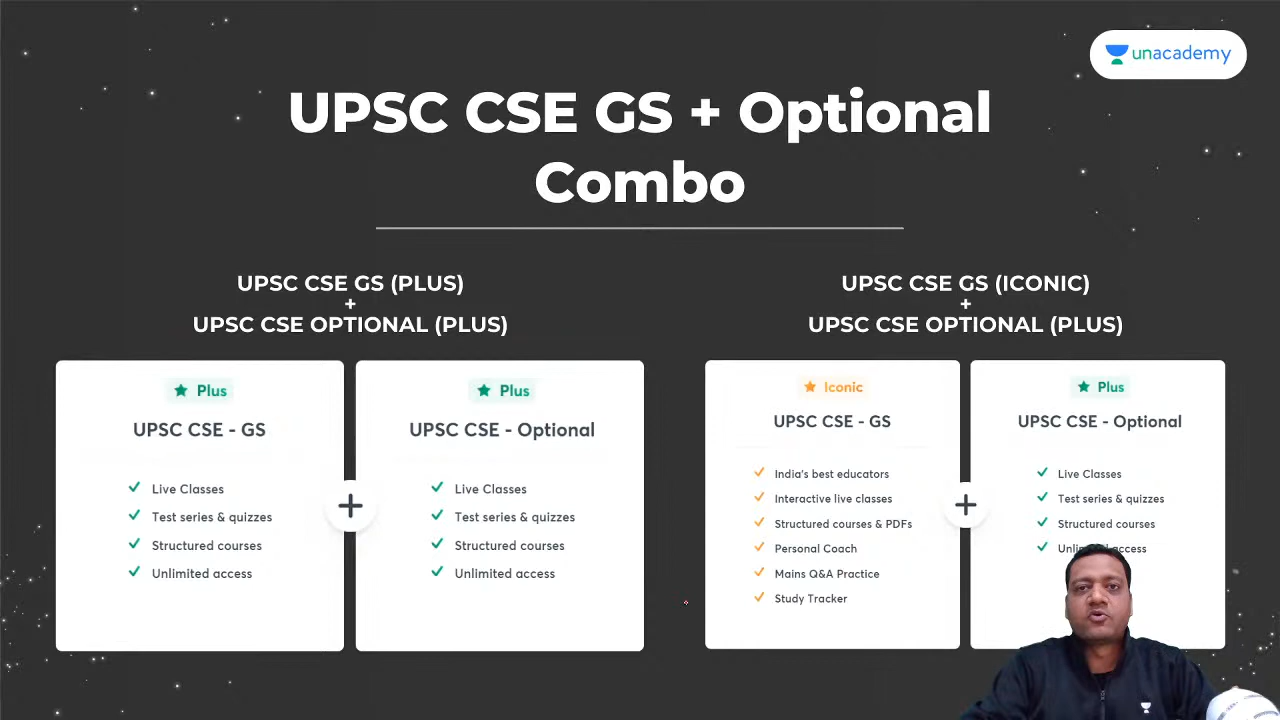 unacademy
UPSC CSE GS + Optional
Combo
UPSC CSE GS (PLUS)
+
UPSC CSE OPTIONAL (PLUS)
Plus
UPSC CSE - GS
Live Classes
Test series & quizzes
Structured courses
Unlimited access
+
Plus
UPSC CSE - Optional
Live Classes
Test series & quizzes
Structured courses
Unlimited access
UPSC CSE GS (ICONIC)
+
UPSC CSE OPTIONAL (PLUS)
Iconic
UPSC CSE - GS
India's best educators
Interactive live classes
Structured courses & PDFs
Personal Coach
Mains Q&A Practice
Study Tracker
+
Plus
UPSC CSE - Optional
Live Classes
Test series & quizzes
Structured courses
access
unacademy